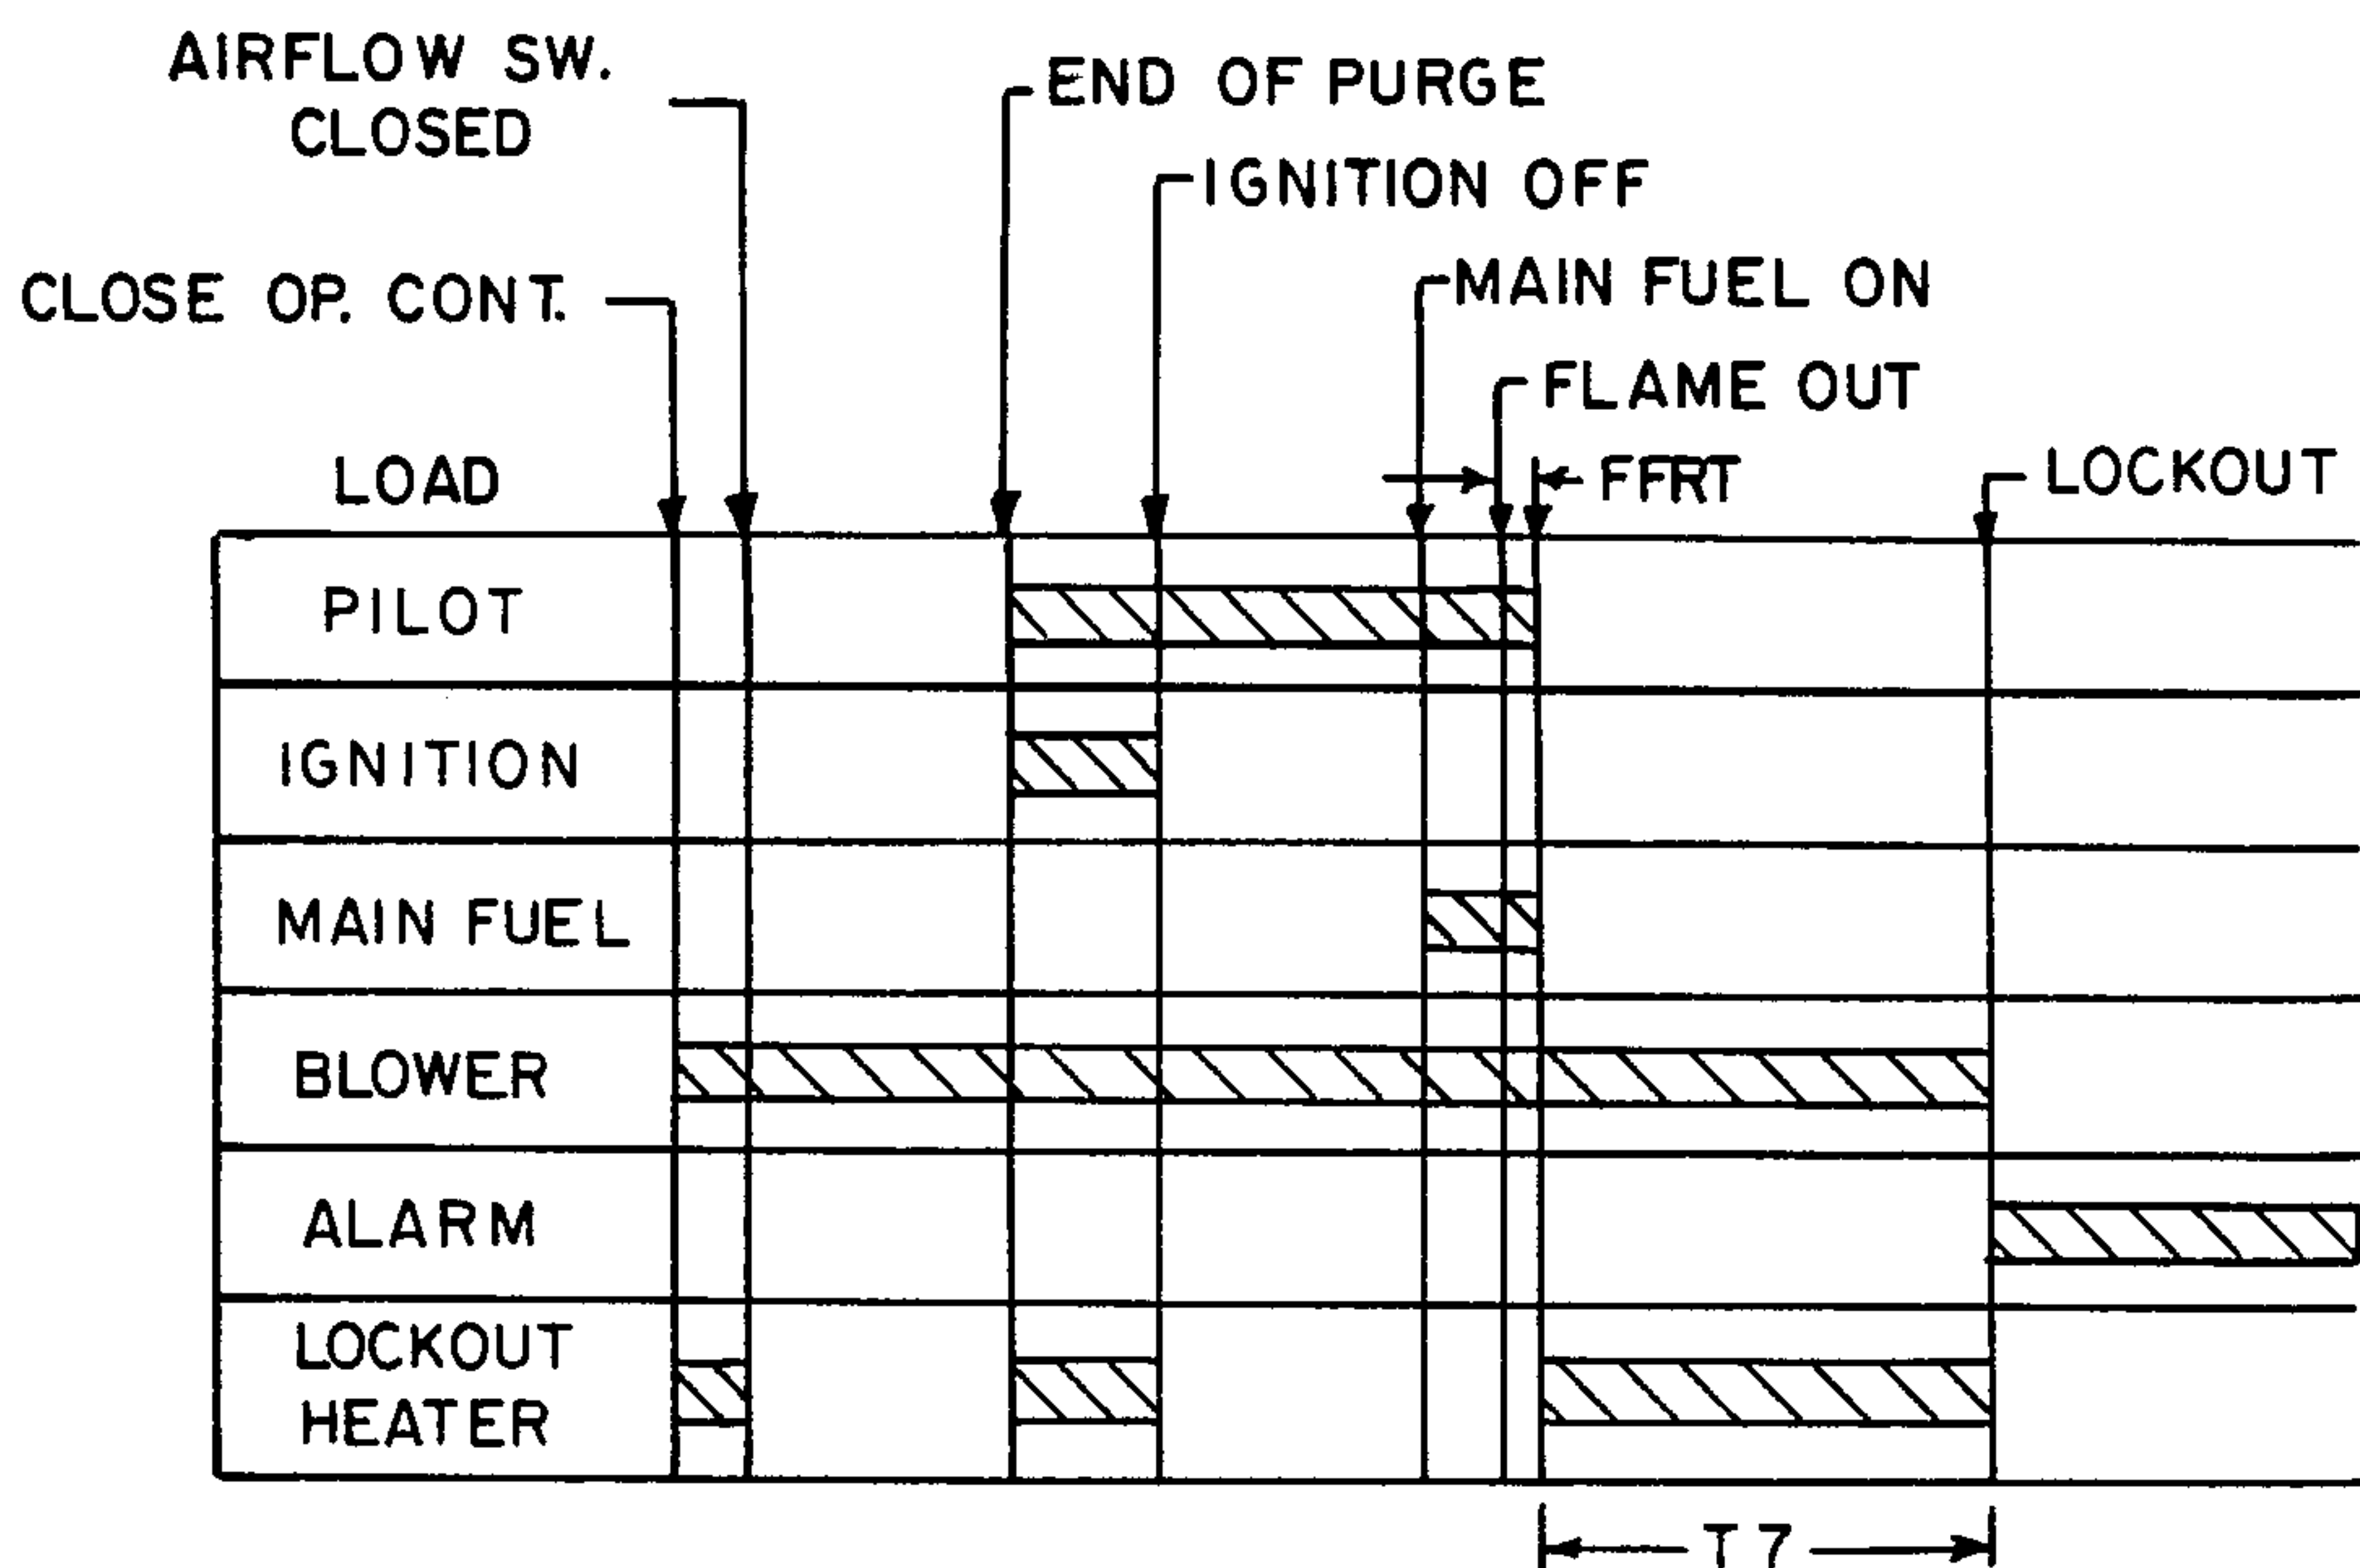 AIRFLOW SW.
CLOSED
END OF PURGE
IGNITION OFF
CLOSE OP. CONT.
MAIN FUEL ON
FLAME OUT
LOAD
FFRT
LOCKOUT
PILOT
IGNITION
MAIN FUEL
BLOWER
ALARM
LOCKOUT
HEATER
T7